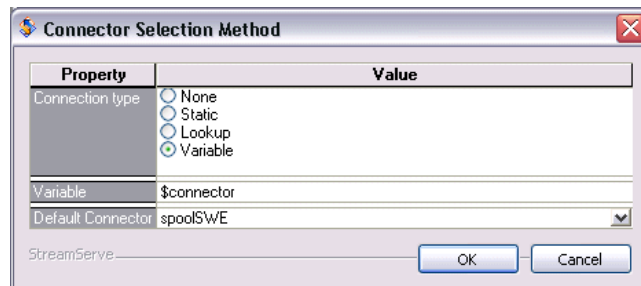 Connector Selection Method
Property Value
Connection type None
Static
Lookup
Variable
Variable $connector
Default Connector spoolSWE
StreamServe OK Cancel